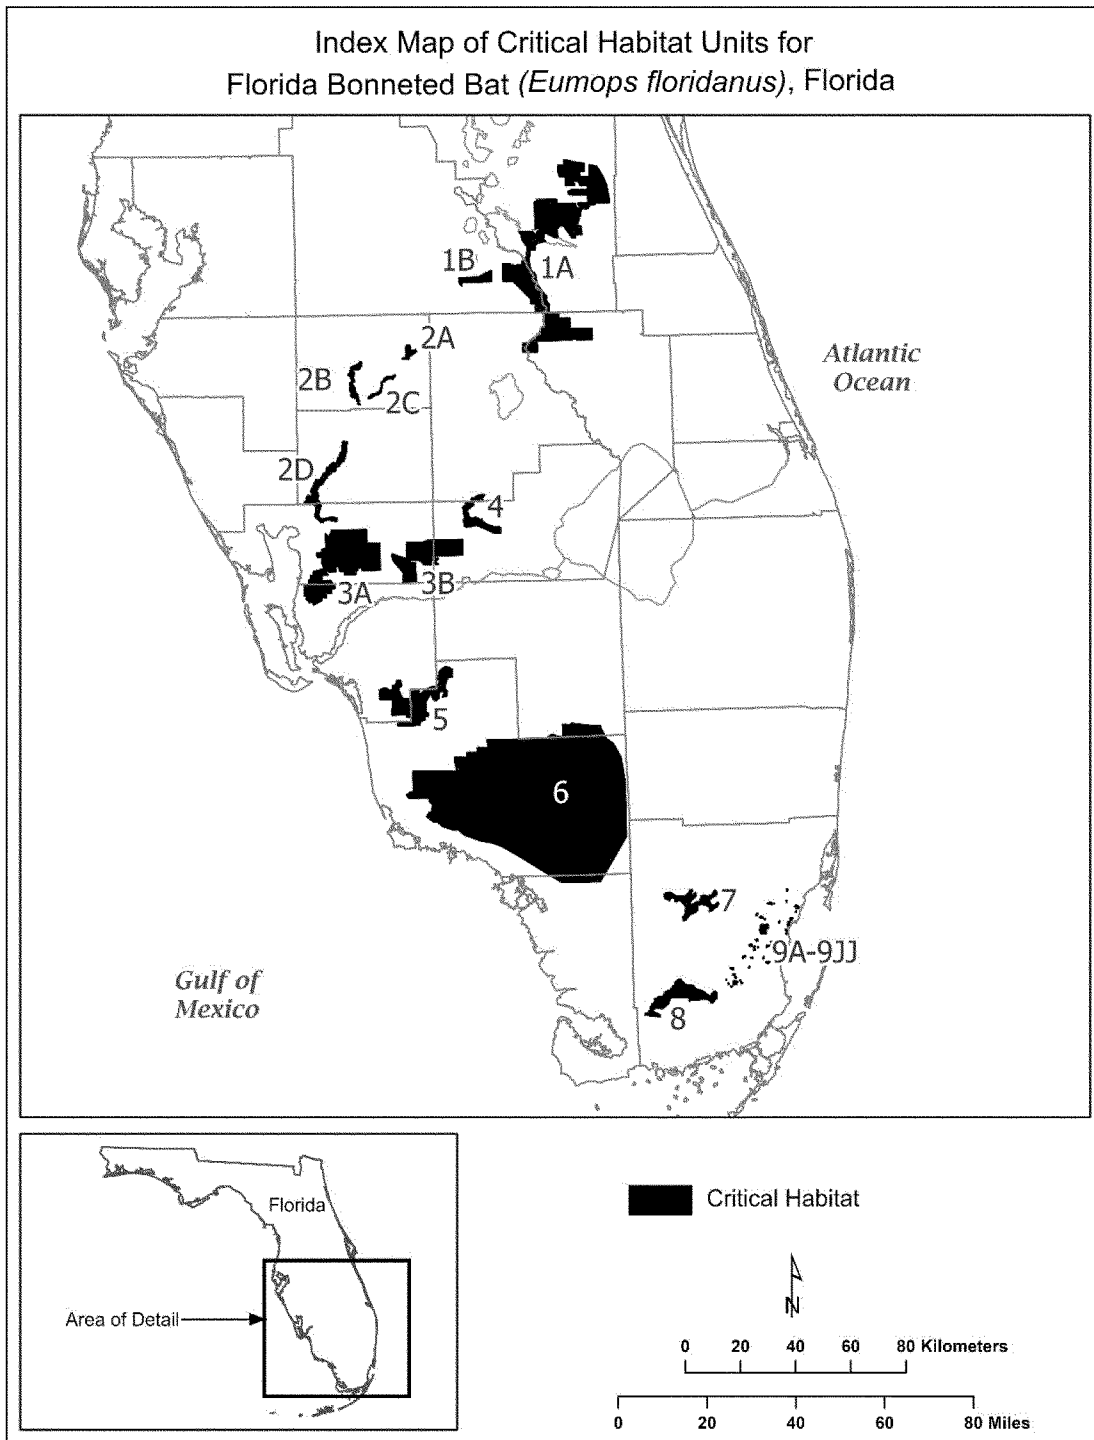 Index Map of Critical Habitat Units for
Florida Bonneted Bat (Eumops floridanus), Florida
1B
1A
2A
2B
2C
Atlantic
Ocean
2D
4
3A
3B
5
6
7
9A-9JJ
Gulf of
Mexico
8
Florida
Area of Detail
Critical Habitat
N
0 20 40 60 80 Kilometers
0 20 40 60 80 Miles